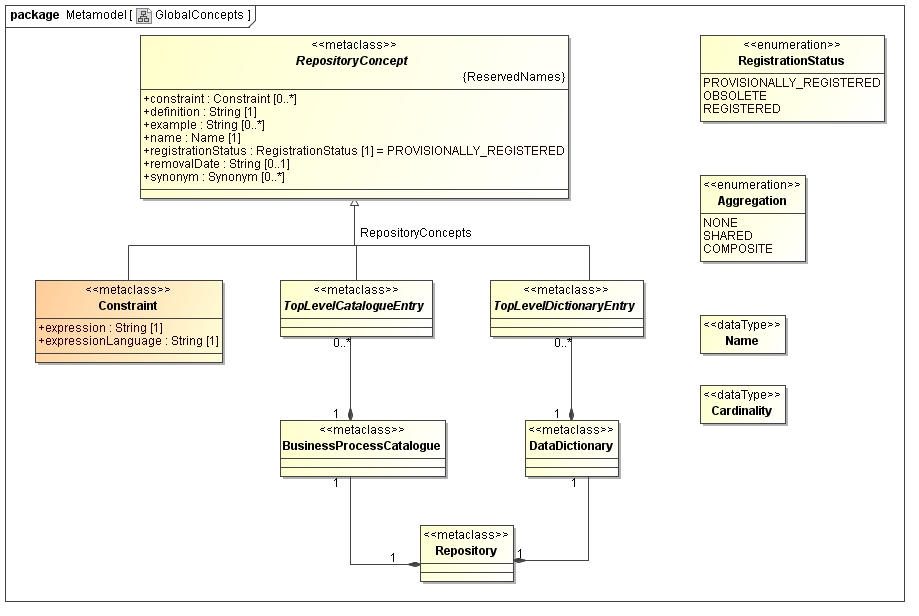 package Metamodel [ GlobalConcepts ]
<<metaclass>>
RepositoryConcept
{ReservedNames}
+constraint : Constraint [0..*]
+definition : String [1]
+example : String [0..*]
+name : Name [1]
+registrationStatus : RegistrationStatus [1] = PROVISIONALLY_REGISTERED
+removalDate : String [0..1]
+synonym : Synonym [0..*]
<<enumeration>>
RegistrationStatus
PROVISIONALLY_REGISTERED
OBSOLETE
REGISTERED
<<enumeration>>
Aggregation
NONE
SHARED
COMPOSITE
RepositoryConcepts
<<metaclass>>
Constraint
+expression : String [1]
+expressionLanguage : String [1]
<<metaclass>>
TopLevelCatalogueEntry
<<metaclass>>
TopLevelDictionaryEntry
<<dataType>>
Name
0..*
0..*
<<dataType>>
Cardinality
1
1
<<metaclass>>
BusinessProcessCatalogue
<<metaclass>>
DataDictionary
1
1
<<metaclass>>
Repository
1
1